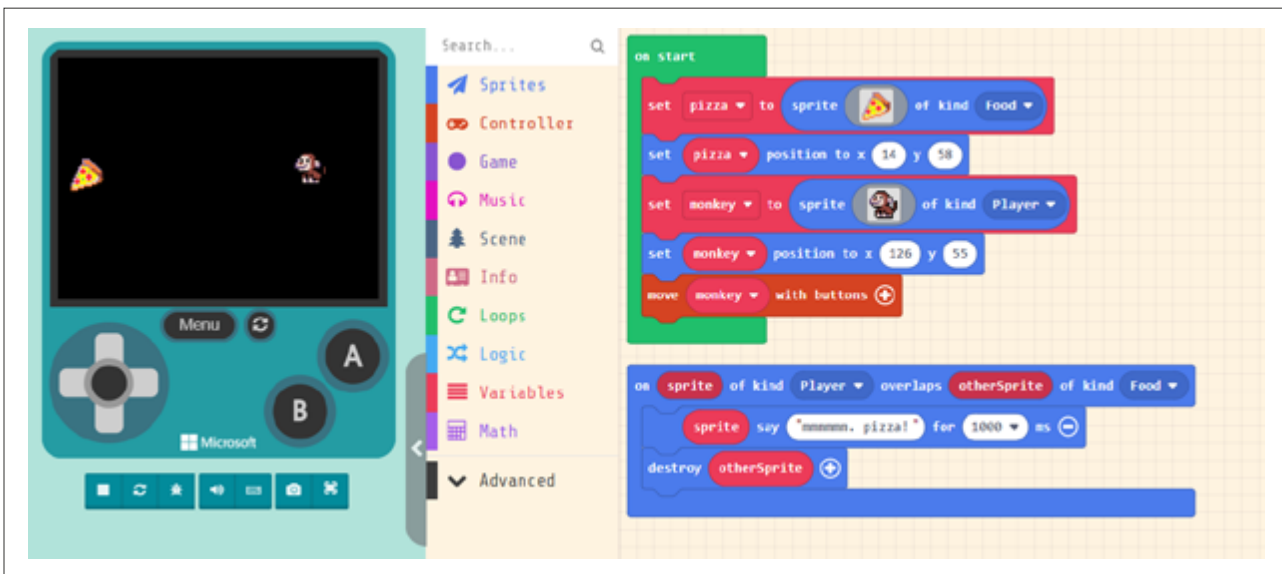 Search...
Sprites
Controller
Game
Music
Scene
Info
Loops
Logic
Variables
Math
Advanced
Menu
A
B
Microsoft
on start
set pizza to sprite of kind Food
set pizza position to x 14 y 58
set monkey to sprite of kind Player
set monkey position to x 126 y 55
move monkey with buttons
on sprite of kind Player overlaps otherSprite of kind Food
sprite say "mmmmm. pizza!" for 1000 ms
destroy otherSprite